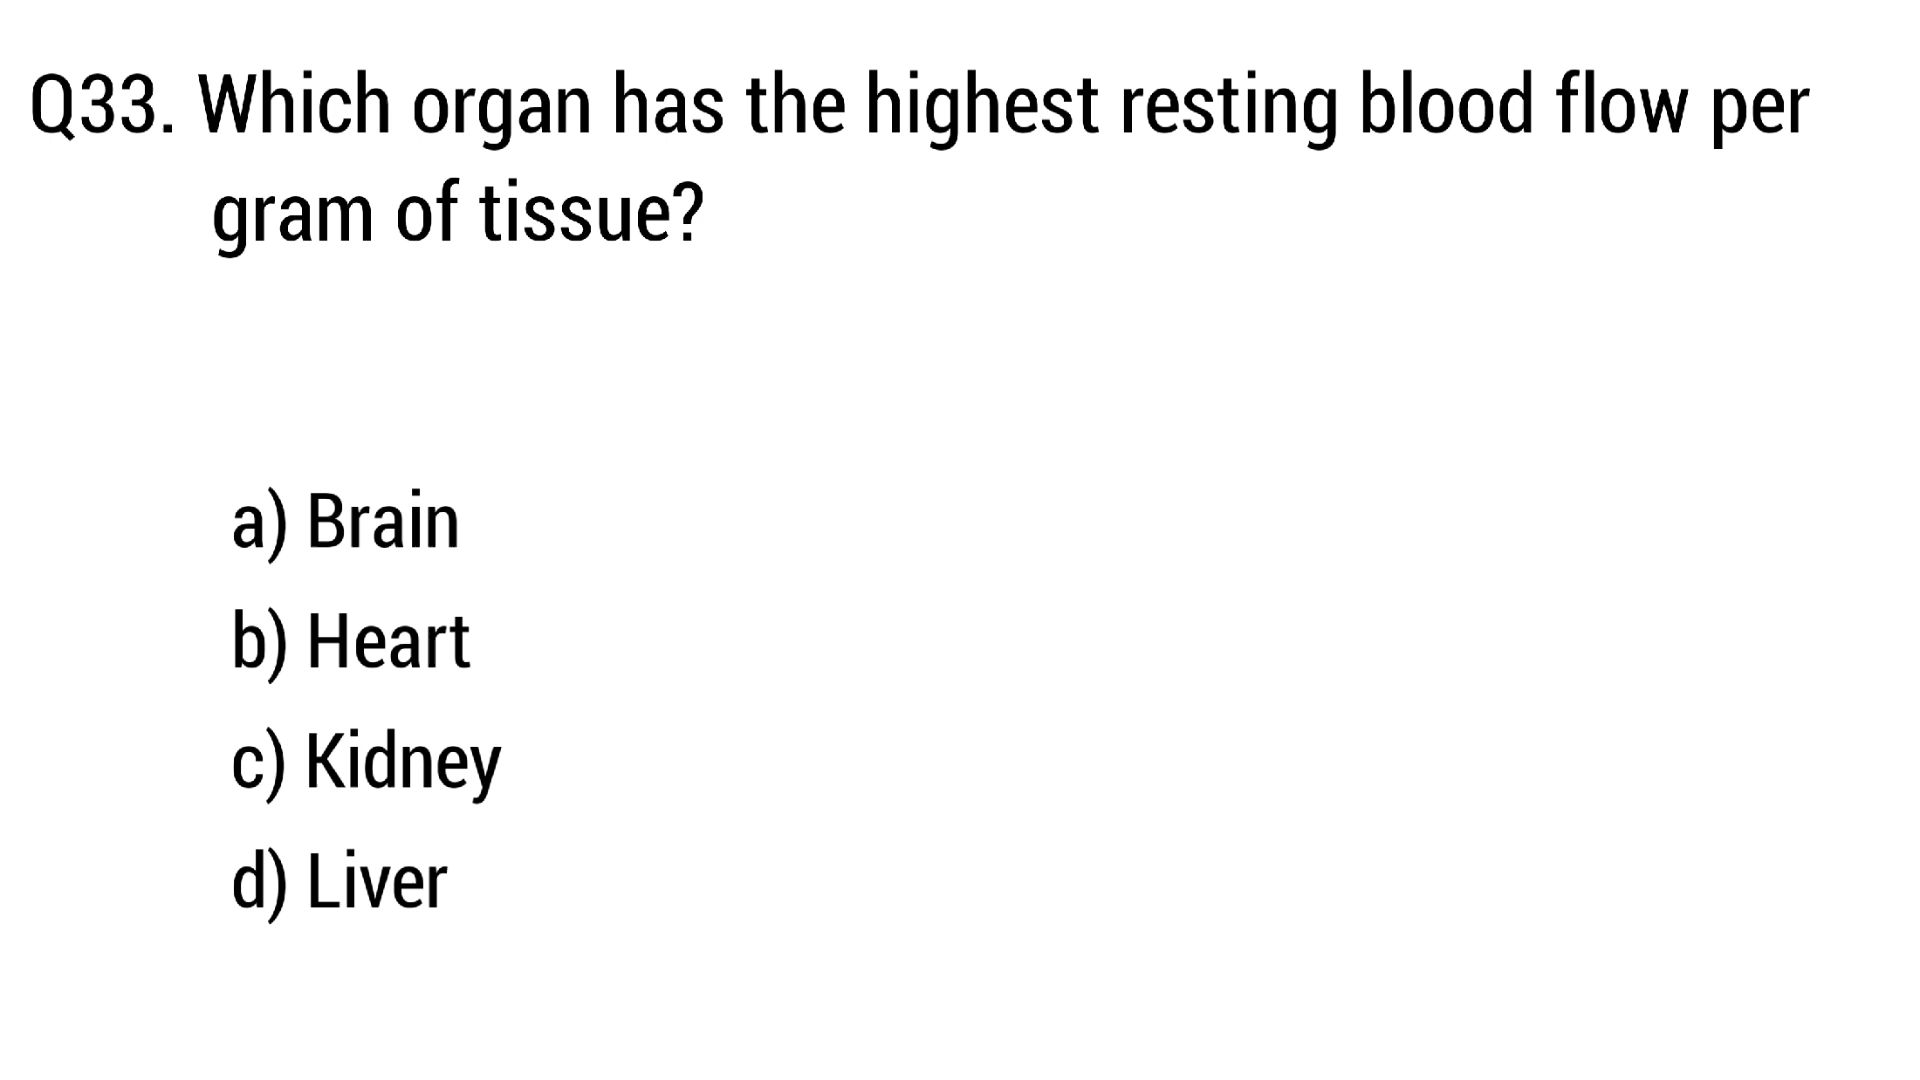 Q33. Which organ has the highest resting blood flow per
gram of tissue?
a) Brain
b) Heart
c) Kidney
d) Liver